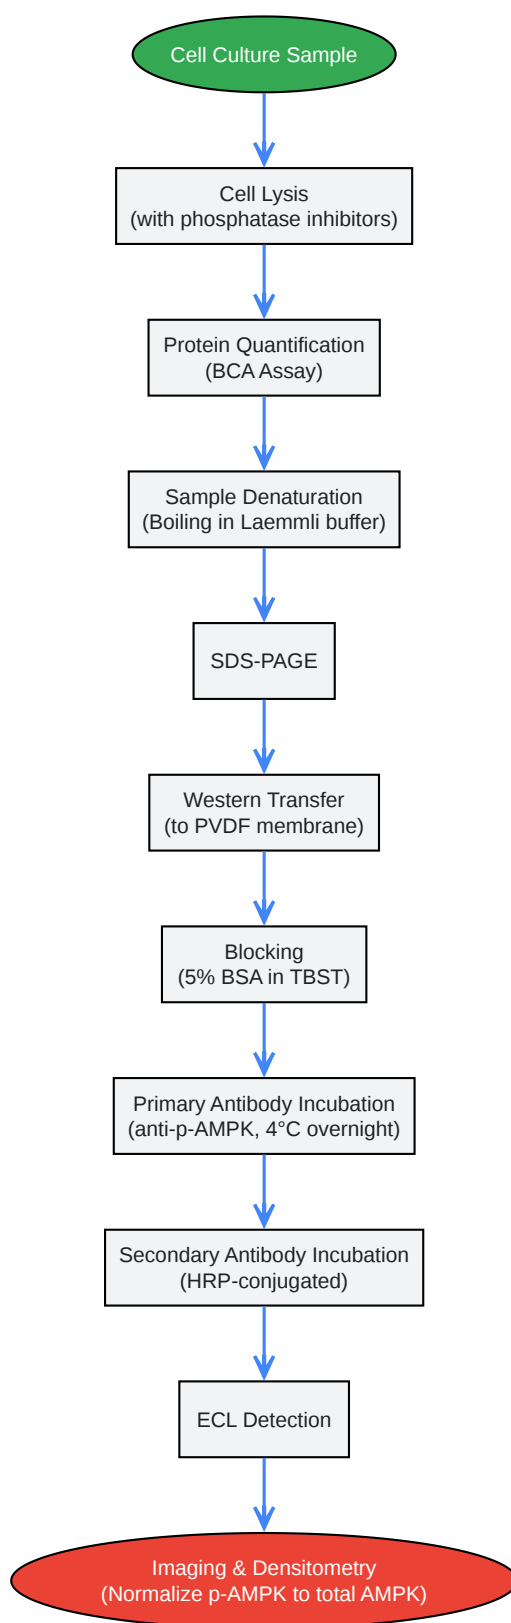 Cell Culture Sample
Cell Lysis
(with phosphatase inhibitors)
Protein Quantification
(BCA Assay)
Sample Denaturation
(Boiling in Laemmli buffer)
SDS-PAGE
Western Transfer
(to PVDF membrane)
Blocking
(5% BSA in TBST)
Primary Antibody Incubation
(anti-p-AMPK, 4°C overnight)
Secondary Antibody Incubation
(HRP-conjugated)
ECL Detection
Imaging & Densitometry
(Normalize p-AMPK to total AMPK)